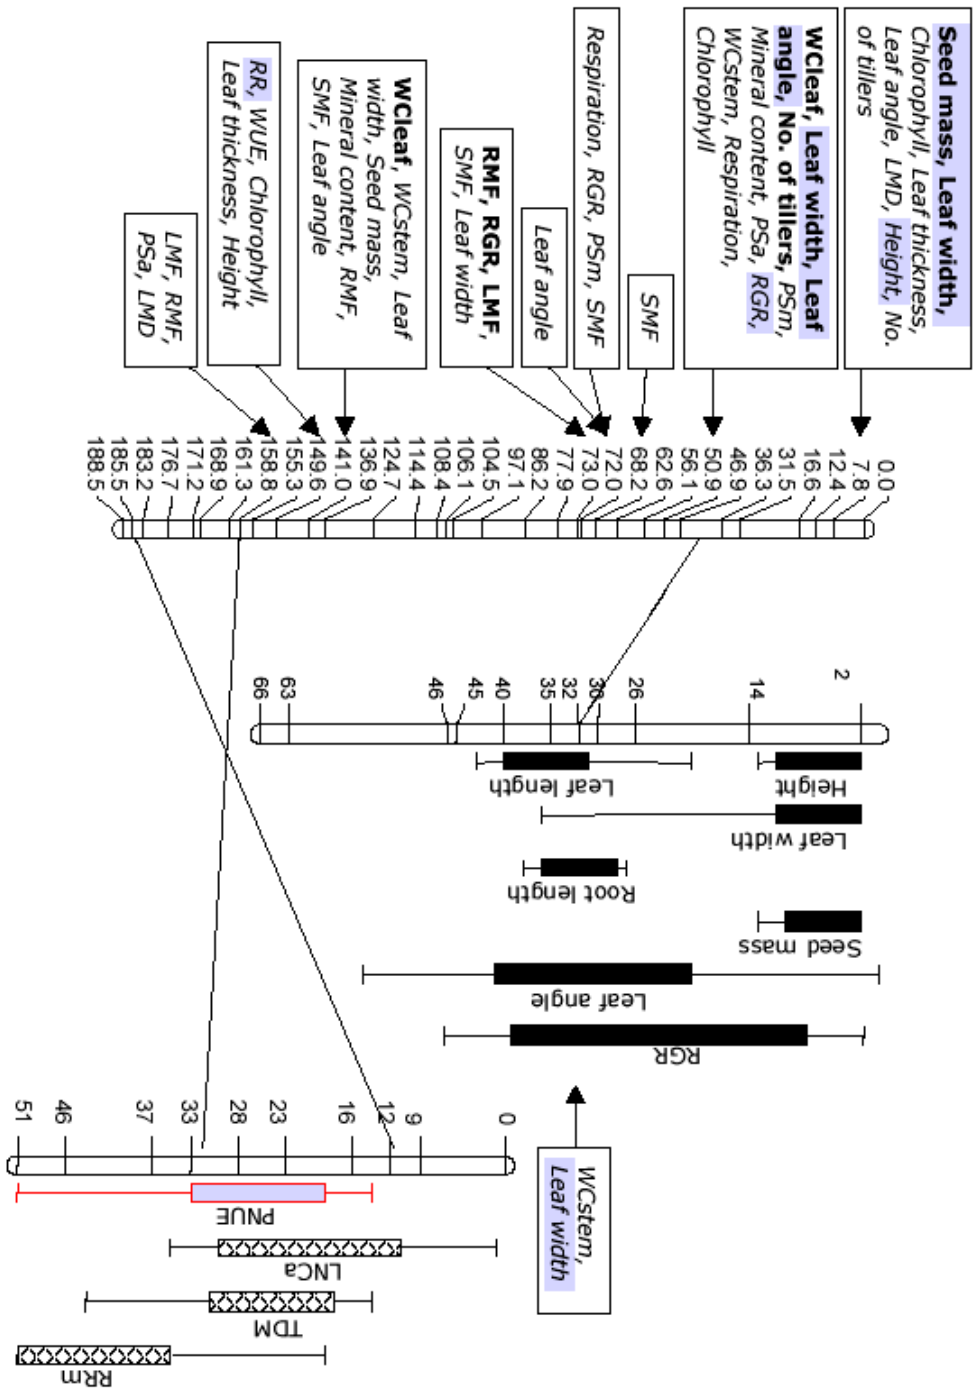 Seed mass, Leaf width,
Chlorophyll, Leaf thickness,
Leaf angle, LMD, Height, No.
of tillers
WCleaf, Leaf width, Leaf
angle, No. of tillers, PSm,
Mineral content, PSa, RGR,
WCstem, Respiration,
Chlorophyll
SMF
Respiration, RGR, PSm, SMF
Leaf angle
RMF, RGR, LMF,
SMF, Leaf width
WCleaf, WCstem, Leaf
width, Seed mass,
Mineral content, RMF,
SMF, Leaf angle
RR, WUE, Chlorophyll,
Leaf thickness, Height
LMF, RMF,
PSa, LMD
0.0
7.8
12.4
16.6
31.5
36.3
46.9
50.9
56.1
62.6
68.2
72.0
73.0
77.9
86.2
97.1
104.5
106.1
108.4
114.4
124.7
136.9
141.0
149.6
155.3
158.8
161.3
168.9
171.2
176.7
183.2
185.5
188.5
2
14
26
30
32
35
40
45
46
63
66
Height
Leaf length
Leaf width
Root length
Seed mass
Leaf angle
RGR
WCstem,
Leaf width
0
9
12
16
23
28
33
37
46
51
PNUE
LNCa
TDM
RRm